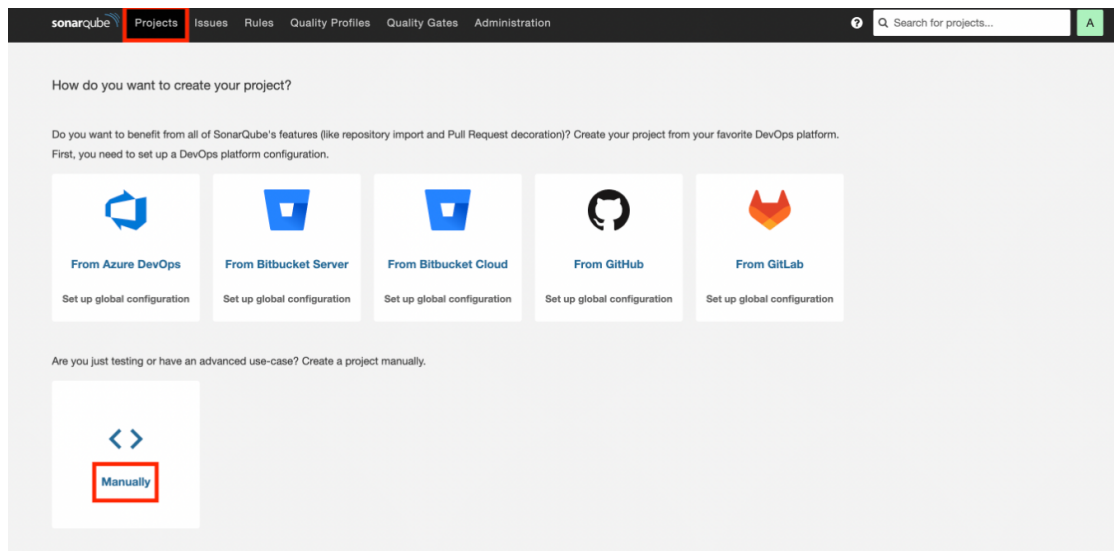 sonarqube Projects Issues Rules Quality Profiles Quality Gates Administration ? Search for projects... A
How do you want to create your project?
Do you want to benefit from all of SonarQube's features (like repository import and Pull Request decoration)? Create your project from your favorite DevOps platform.
First, you need to set up a DevOps platform configuration.
From Azure DevOps From Bitbucket Server From Bitbucket Cloud From GitHub From GitLab
Set up global configuration Set up global configuration Set up global configuration Set up global configuration Set up global configuration
Are you just testing or have an advanced use-case? Create a project manually.
Manually